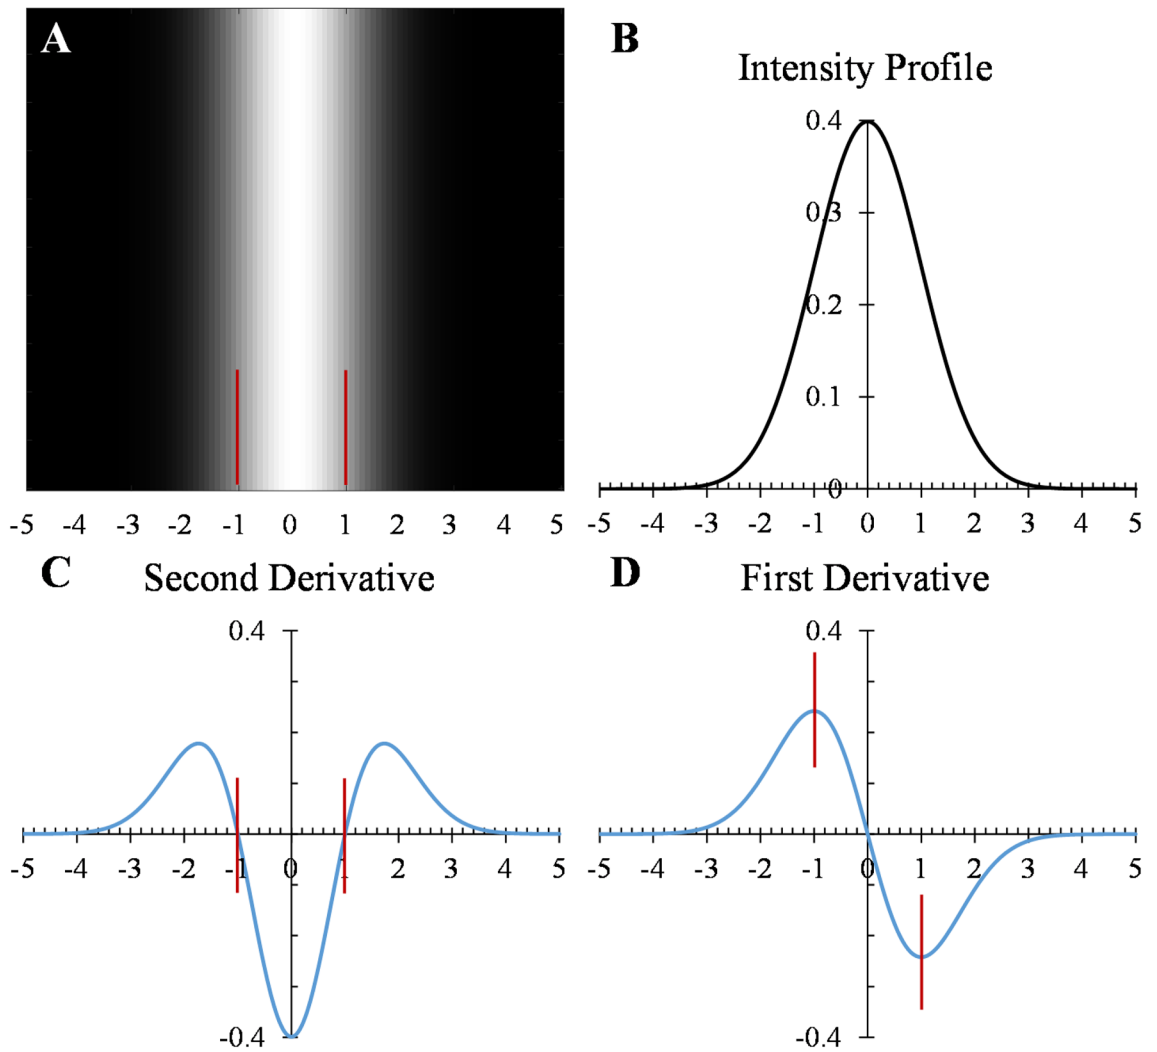 A
-5 -4 -3 -2 -1 0 1 2 3 4 5
B
Intensity Profile
0.4
0.3
0.2
0.1
0
-5 -4 -3 -2 -1 0 1 2 3 4 5
C
Second Derivative
0.4
-5 -4 -3 -2 -1 0 1 2 3 4 5
-0.4
D
First Derivative
0.4
-5 -4 -3 -2 -1 0 1 2 3 4 5
-0.4